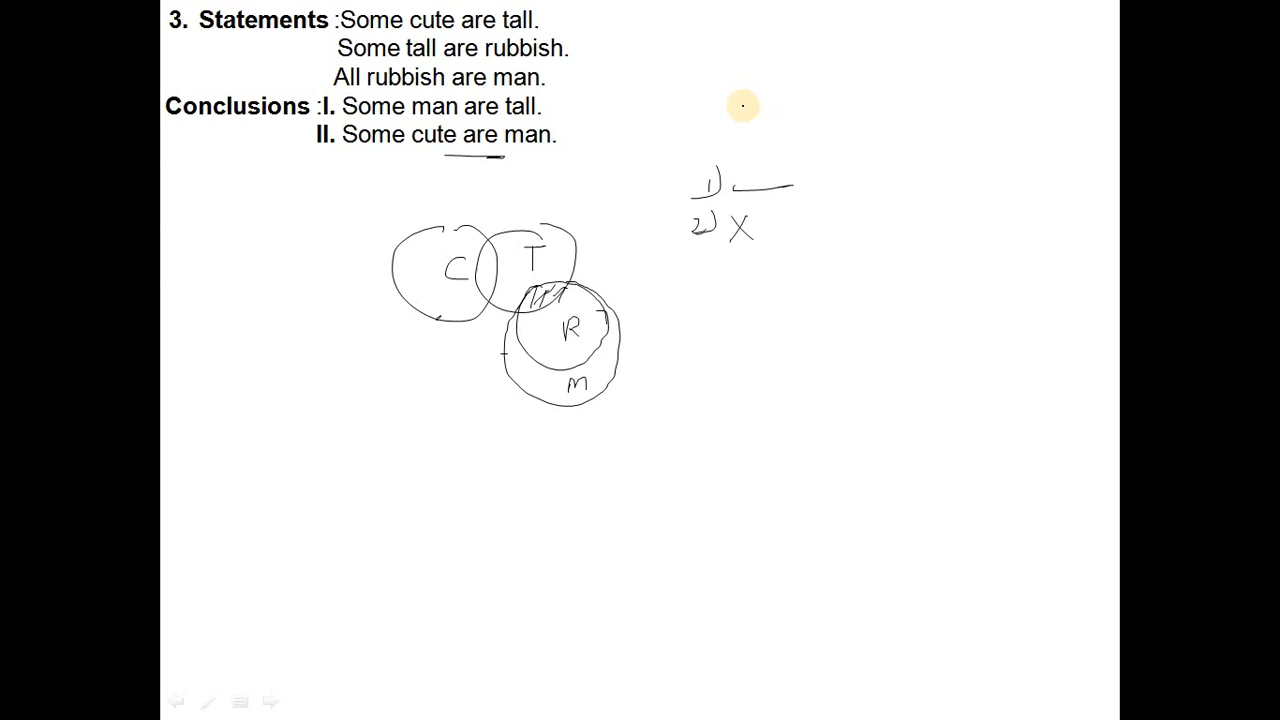 3. Statements :Some cute are tall.
Some tall are rubbish.
All rubbish are man.
Conclusions :I. Some man are tall.
II. Some cute are man.
1)
2) X
C
T
R
M